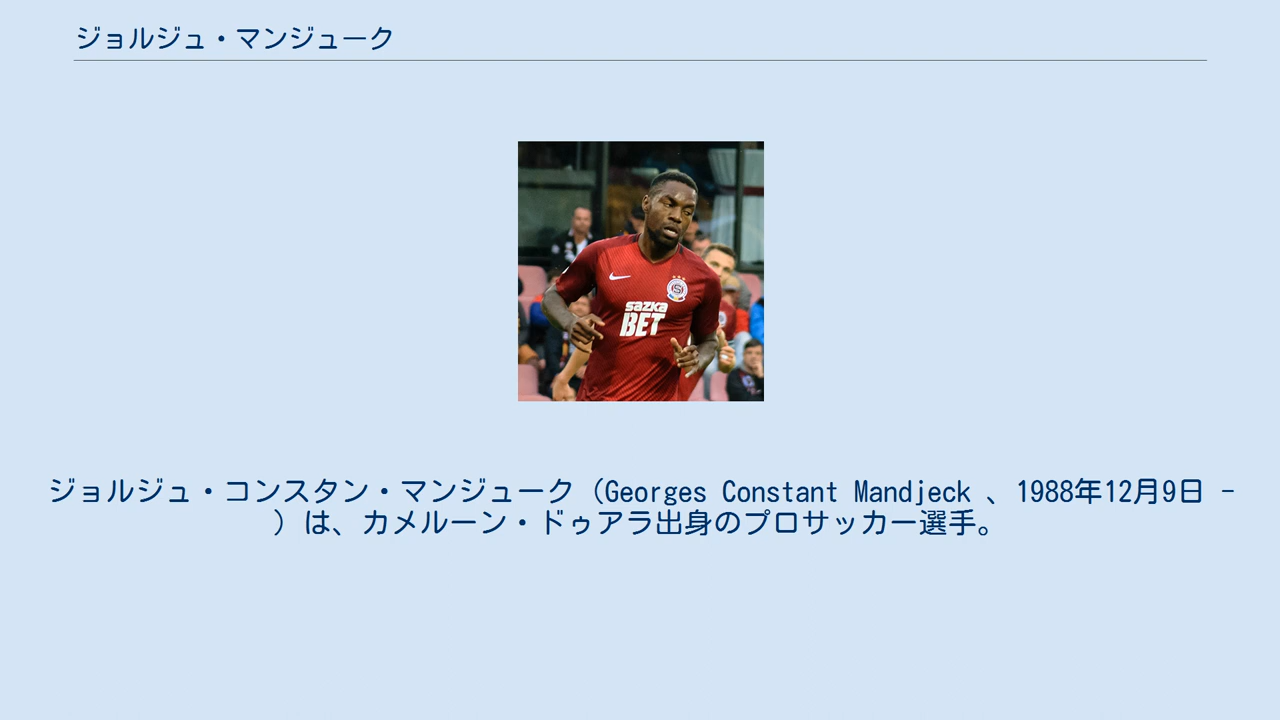 ジョルジュ・マンジューク
sazka
BET
ジョルジュ・コンスタン・マンジューク（Georges Constant Mandjeck 、1988年12月9日 -
）は、カメルーン・ドゥアラ出身のプロサッカー選手。